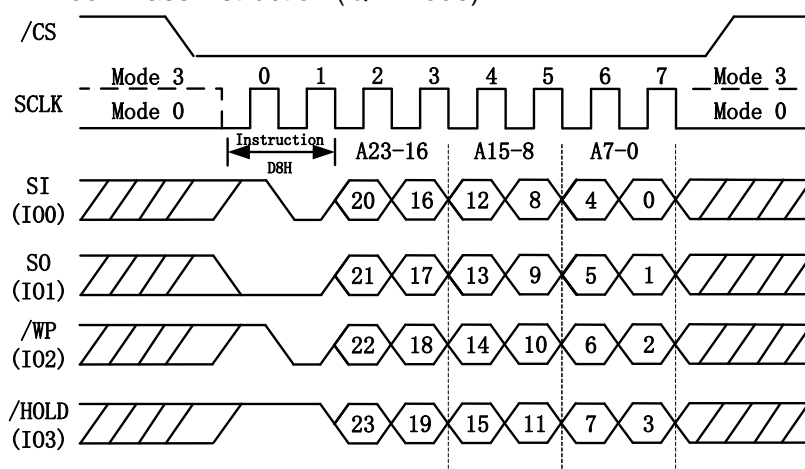 /CS
Mode 3 0 1 2 3 4 5 6 7 Mode 3
SCLK
Mode 0 Mode 0
Instruction A23-16 A15-8 A7-0
D8H
SI
(IO0) 20 16 12 8 4 0
SO
(IO1) 21 17 13 9 5 1
/WP
(IO2) 22 18 14 10 6 2
/HOLD
(IO3) 23 19 15 11 7 3